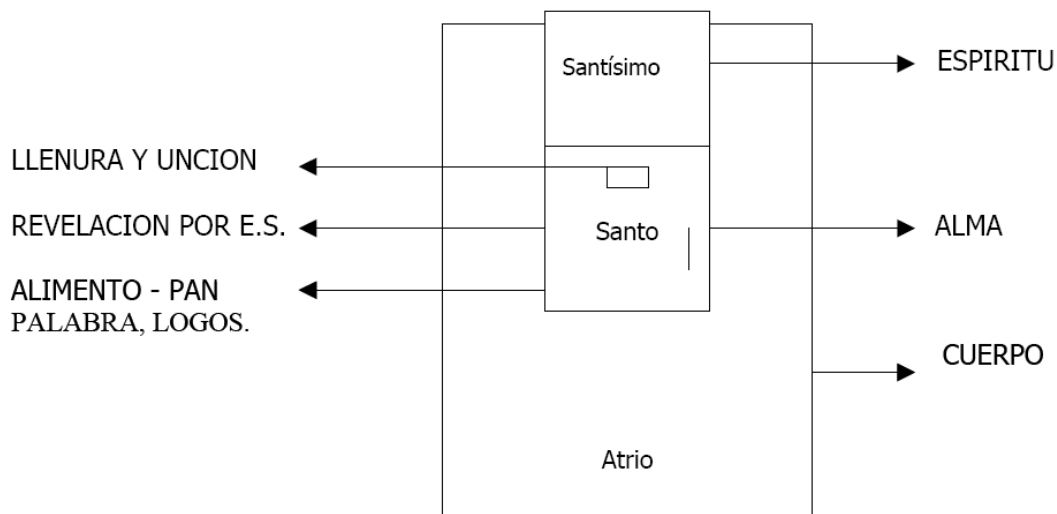 Santísimo
ESPIRITU
LLENURA Y UNCION
REVELACION POR E.S.
Santo
ALMA
ALIMENTO - PAN
PALABRA, LOGOS.
CUERPO
Atrio